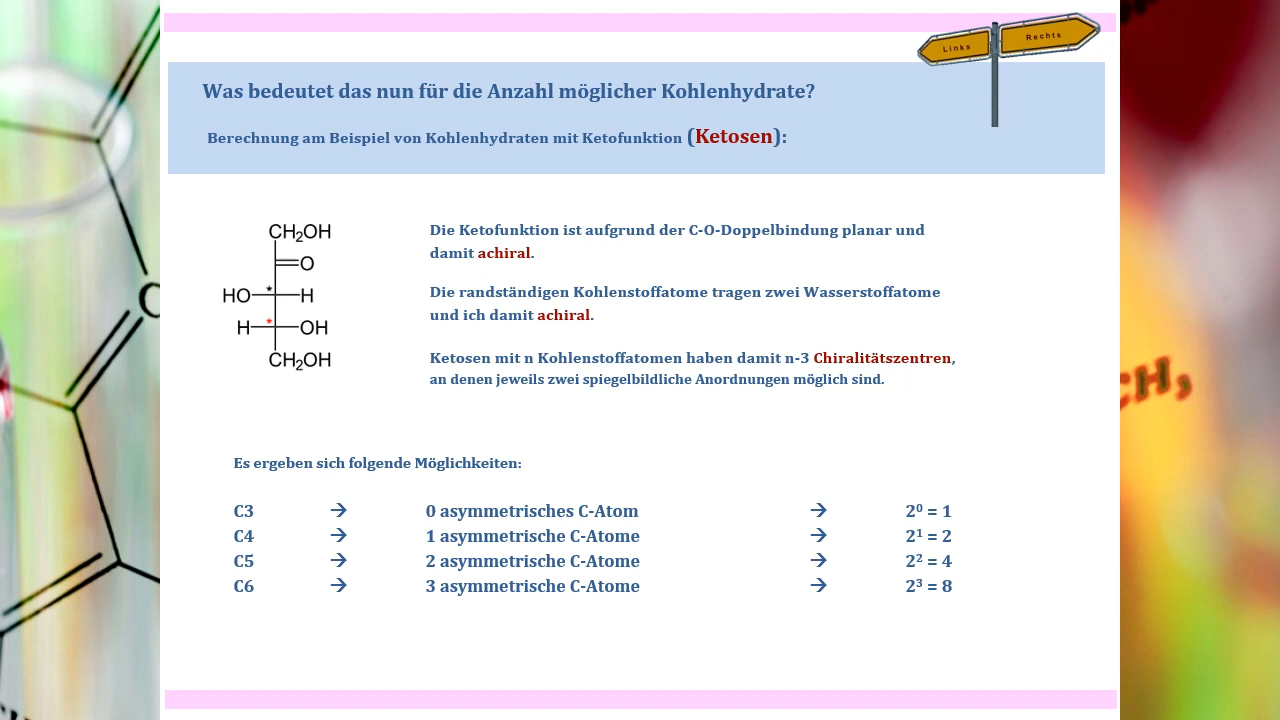 Links
Rechts
Was bedeutet das nun für die Anzahl möglicher Kohlenhydrate?
Berechnung am Beispiel von Kohlenhydraten mit Ketofunktion (Ketosen):
CH₂OH
O
HO H
H OH
CH₂OH
Die Ketofunktion ist aufgrund der C-O-Doppelbindung planar und
damit achiral.
Die randständigen Kohlenstoffatome tragen zwei Wasserstoffatome
und ich damit achiral.
Ketosen mit n Kohlenstoffatomen haben damit n-3 Chiralitätszentren,
an denen jeweils zwei spiegelbildliche Anordnungen möglich sind.
Es ergeben sich folgende Möglichkeiten:
C3 → 0 asymmetrisches C-Atom → 2⁰ = 1
C4 → 1 asymmetrische C-Atome → 2¹ = 2
C5 → 2 asymmetrische C-Atome → 2² = 4
C6 → 3 asymmetrische C-Atome → 2³ = 8
CH₃